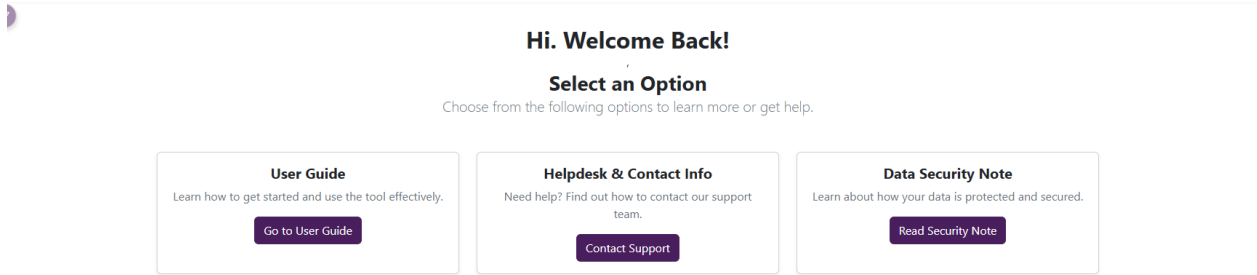 Hi. Welcome Back!
,
Select an Option
Choose from the following options to learn more or get help.
User Guide
Learn how to get started and use the tool effectively.
Go to User Guide
Helpdesk & Contact Info
Need help? Find out how to contact our support
team.
Contact Support
Data Security Note
Learn about how your data is protected and secured.
Read Security Note